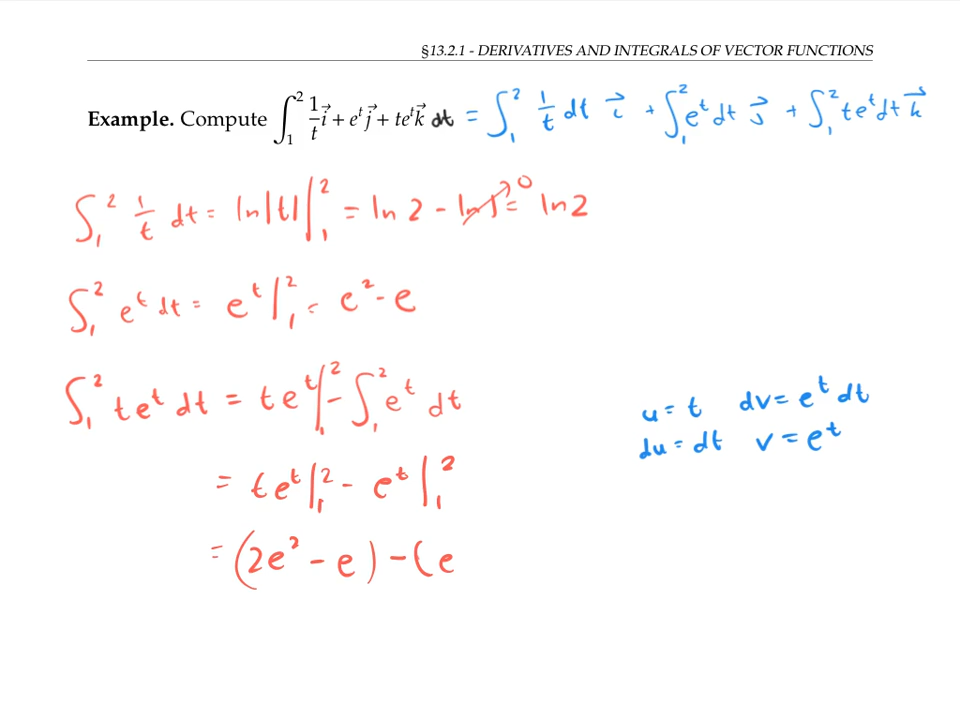 §13.2.1 - DERIVATIVES AND INTEGRALS OF VECTOR FUNCTIONS
Example. Compute ∫₁² 1/t i⃗ + eᵗ j⃗ + teᵗ k⃗ dt = ∫₁² 1/t dt i⃗ + ∫₁² eᵗ dt j⃗ + ∫₁² teᵗ dt k⃗
∫₁² 1/t dt = ln|t| |₁² = ln 2 - ln 1 → 0 = ln 2
∫₁² eᵗ dt = eᵗ |₁² = e² - e
∫₁² teᵗ dt = teᵗ |₁² - ∫₁² eᵗ dt
u = t dv = eᵗ dt
du = dt v = eᵗ
= teᵗ |₁² - eᵗ |₁²
= (2e² - e) - (e